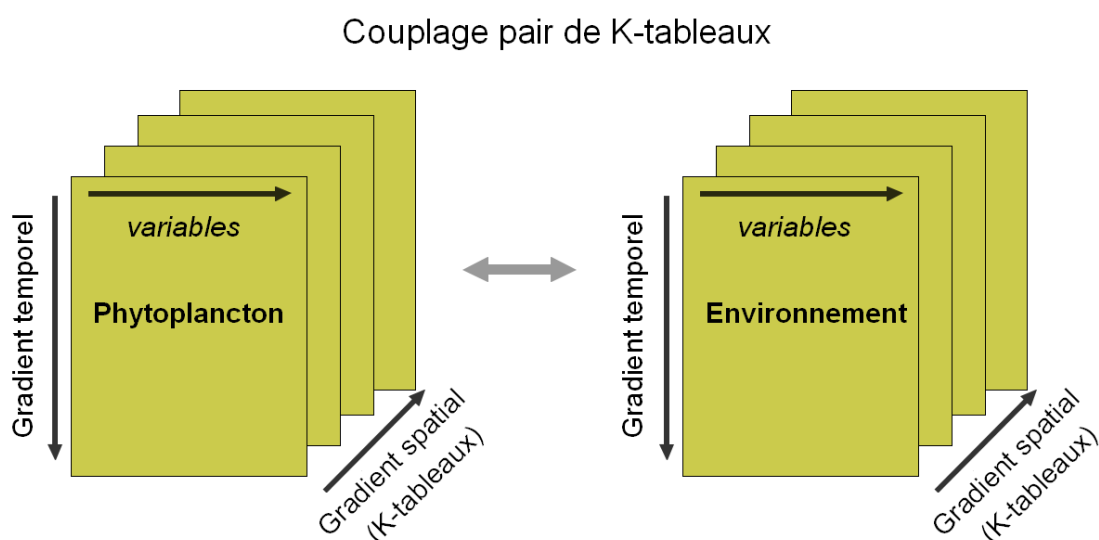 Couplage pair de K-tableaux
Gradient temporel
variables
Phytoplancton
Gradient spatial
(K-tableaux)
Gradient temporel
variables
Environnement
Gradient spatial
(K-tableaux)